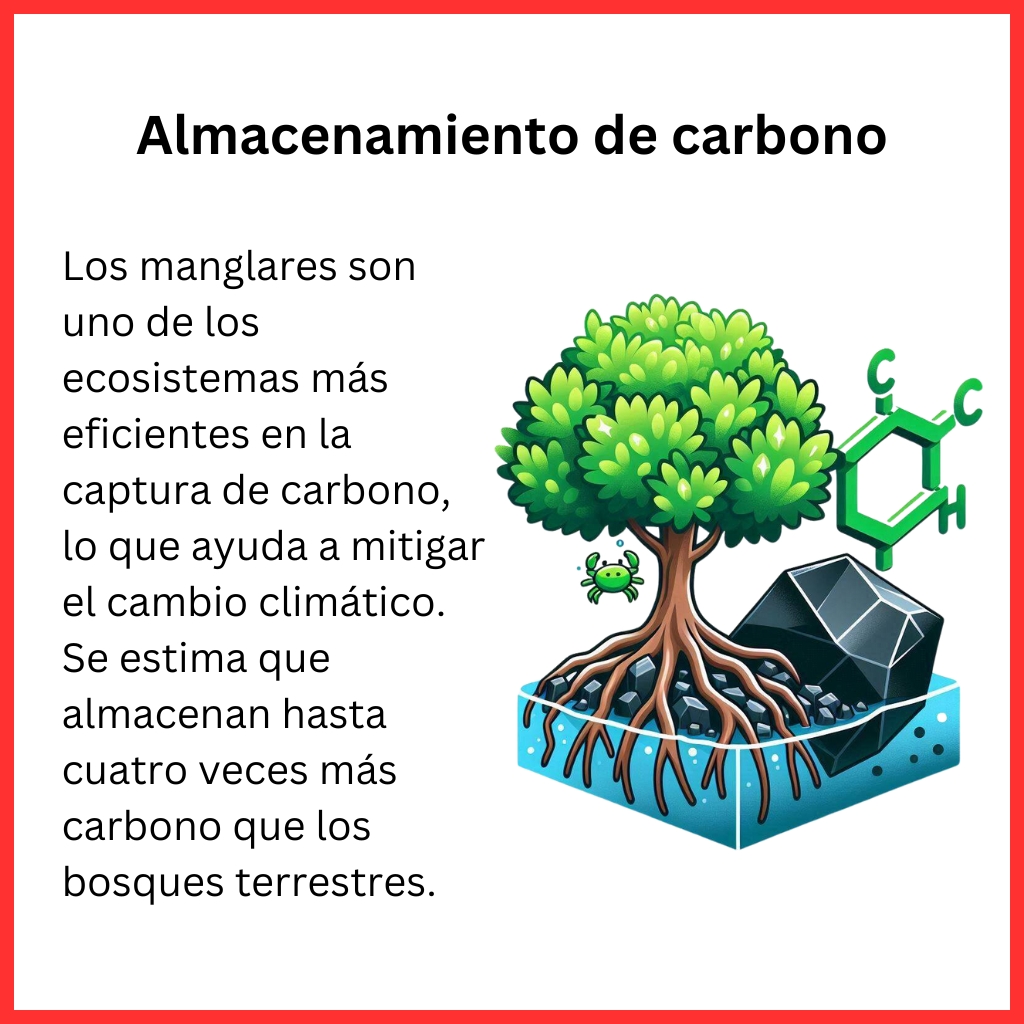 Almacenamiento de carbono
Los manglares son
uno de los
ecosistemas más
eficientes en la
captura de carbono,
lo que ayuda a mitigar
el cambio climático.
Se estima que
almacenan hasta
cuatro veces más
carbono que los
bosques terrestres.
C
C
H